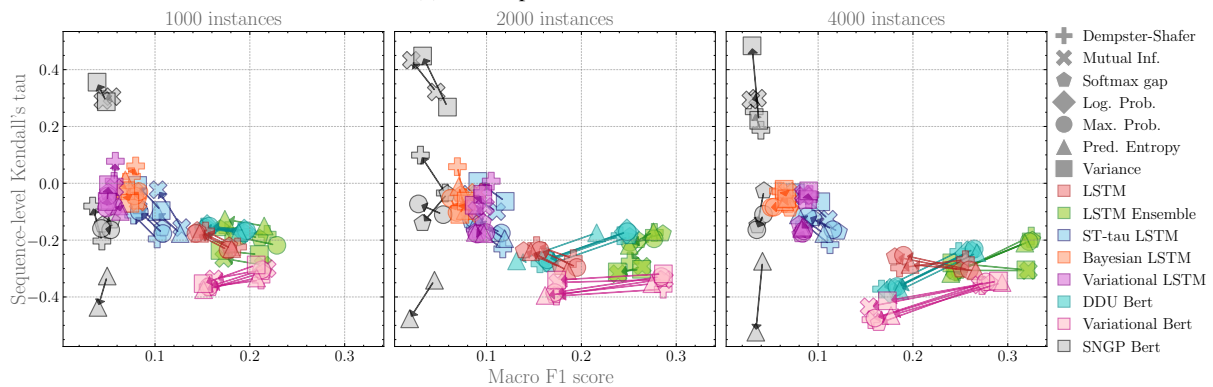 1000 instances
2000 instances
4000 instances
Sequence-level Kendall's tau
0.4
0.2
0.0
−0.2
−0.4
0.1
0.2
0.3
0.1
0.2
0.3
0.1
0.2
0.3
Macro F1 score
Dempster-Shafer
Mutual Inf.
Softmax gap
Log. Prob.
Max. Prob.
Pred. Entropy
Variance
LSTM
LSTM Ensemble
ST-tau LSTM
Bayesian LSTM
Variational LSTM
DDU Bert
Variational Bert
SNGP Bert